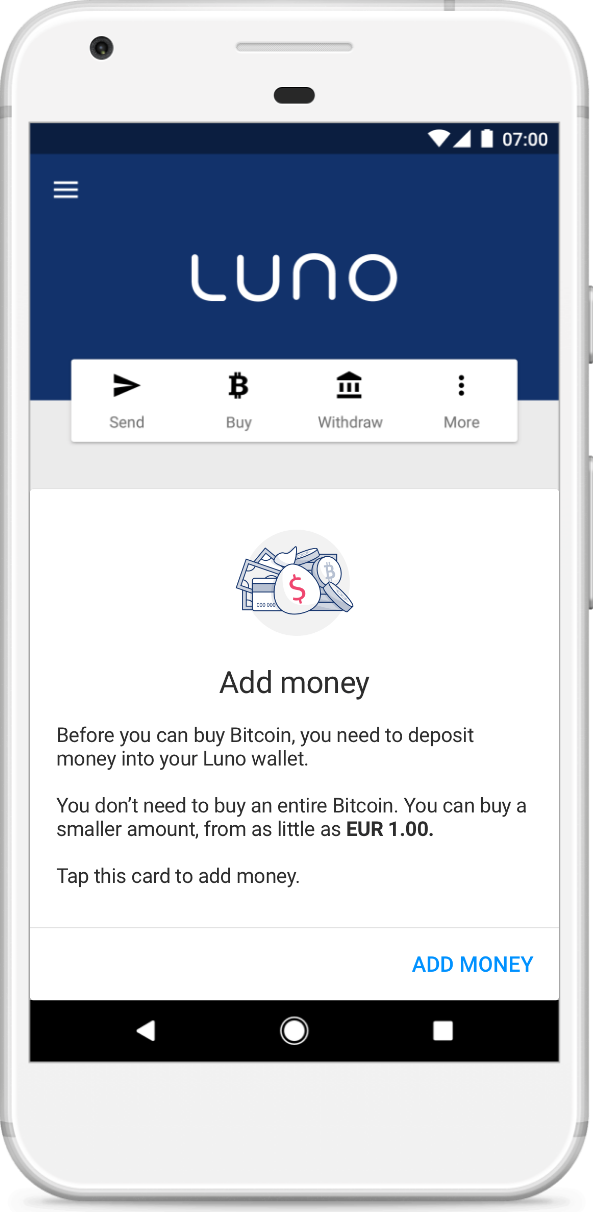 07:00
LUNO
Send Buy Withdraw More
Add money
Before you can buy Bitcoin, you need to deposit
money into your Luno wallet.
You don’t need to buy an entire Bitcoin. You can buy a
smaller amount, from as little as EUR 1.00.
Tap this card to add money.
ADD MONEY